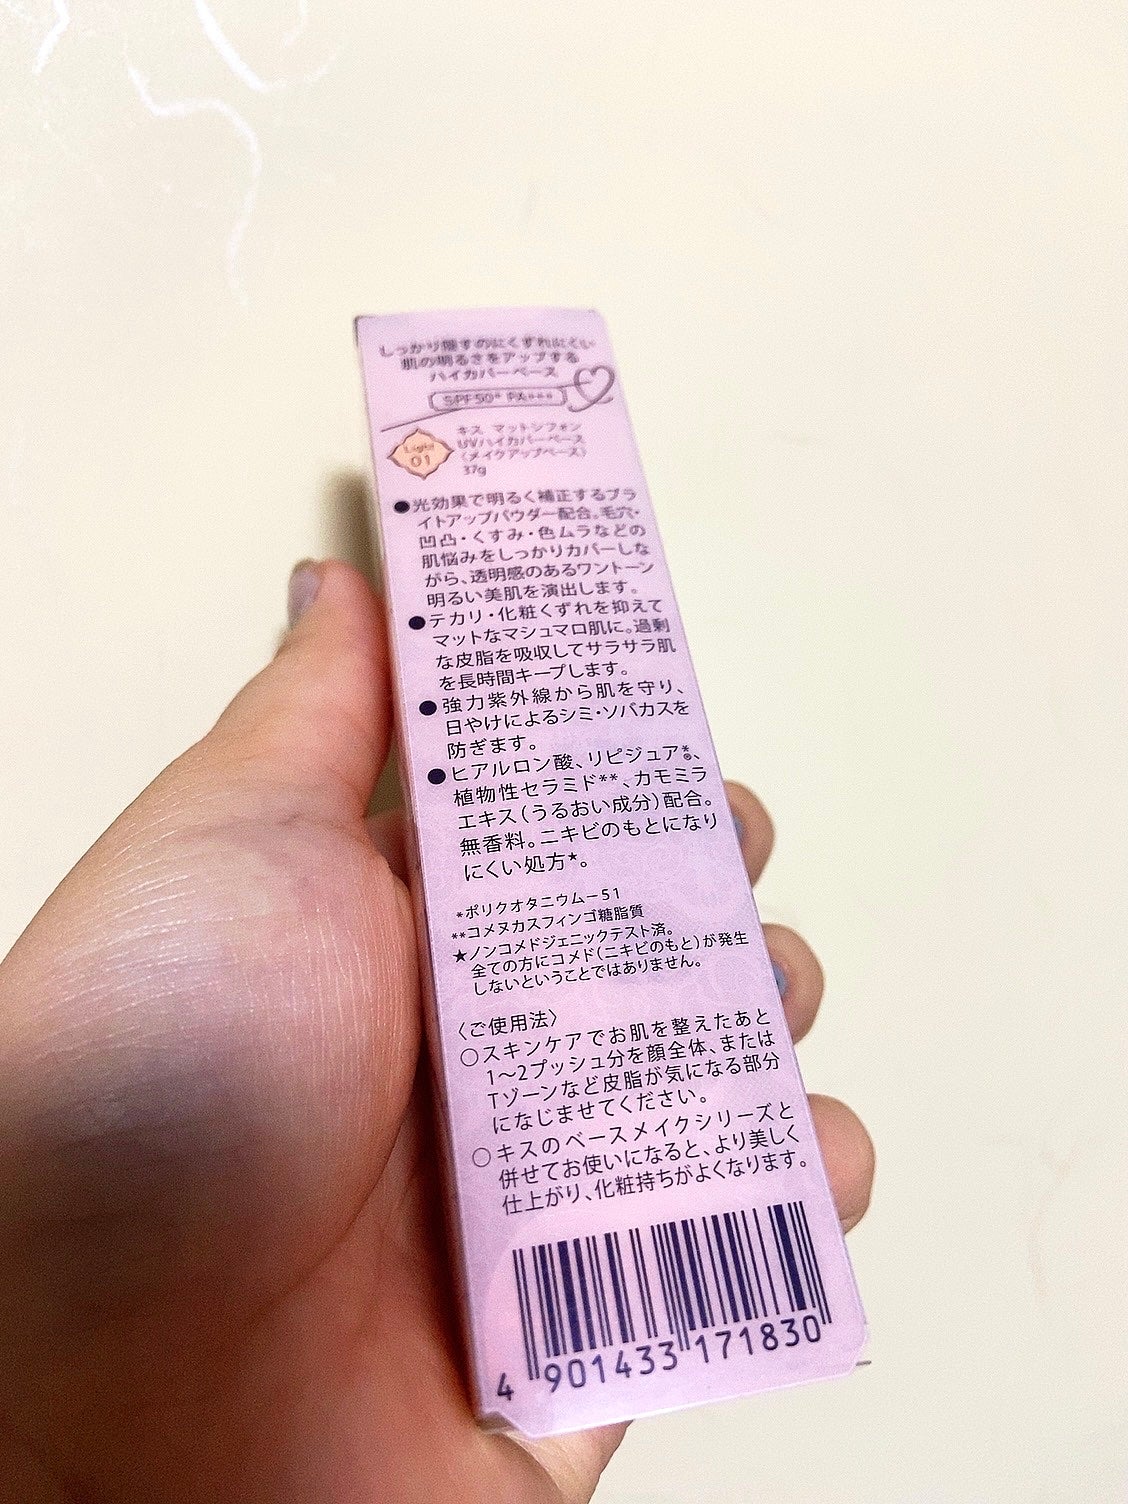 しっかり隠すのにくずれにくい
肌の明るさをアップする
ハイカバーベース
SPF50+ PA+++
Light
01
キス マットシフォン
UVハイカバーベース
〈メイクアップベース〉
37g
●光効果で明るく補正するブラ
イトアップパウダー配合。毛穴・
凹凸・くすみ・色ムラなどの
肌悩みをしっかりカバーしな
がら、透明感のあるワントーン
明るい美肌を演出します。
●テカリ・化粧くずれを抑えて
マットなマシュマロ肌に。過剰
な皮脂を吸収してサラサラ肌
を長時間キープします。
●強力紫外線から肌を守り、
日やけによるシミ・ソバカスを
防ぎます。
●ヒアルロン酸、リピジュア®*、
植物性セラミド**、カモミラ
エキス(うるおい成分)配合。
無香料。ニキビのもとになり
にくい処方★。
*ポリクオタニウム−51
**コメヌカスフィンゴ糖脂質
★ノンコメドジェニックテスト済。
全ての方にコメド(ニキビのもと)が発生
しないということではありません。
〈ご使用法〉
○スキンケアでお肌を整えたあと
1〜2プッシュ分を顔全体、または
Tゾーンなど皮脂が気になる部分
になじませてください。
○キスのベースメイクシリーズと
併せてお使いになると、より美しく
仕上がり、化粧持ちがよくなります。
4 901433 171830